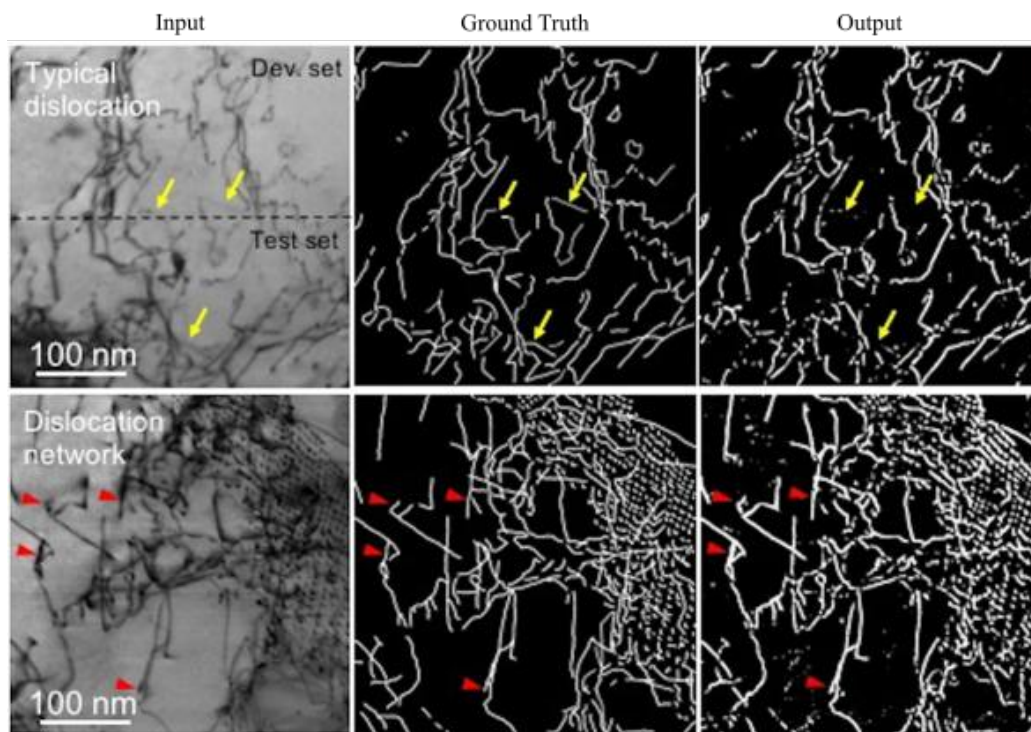 Input
Ground Truth
Output
Typical
dislocation
Dev. set
Test set
100 nm
Dislocation
network
100 nm